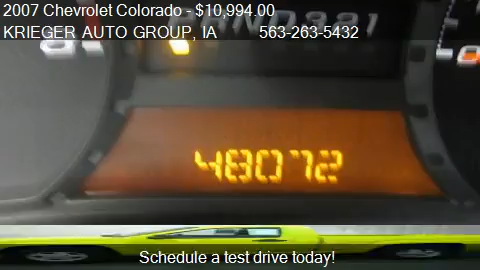 2007 Chevrolet Colorado - $10,994.00
KRIEGER AUTO GROUP, IA 563-263-5432
48072
Schedule a test drive today!